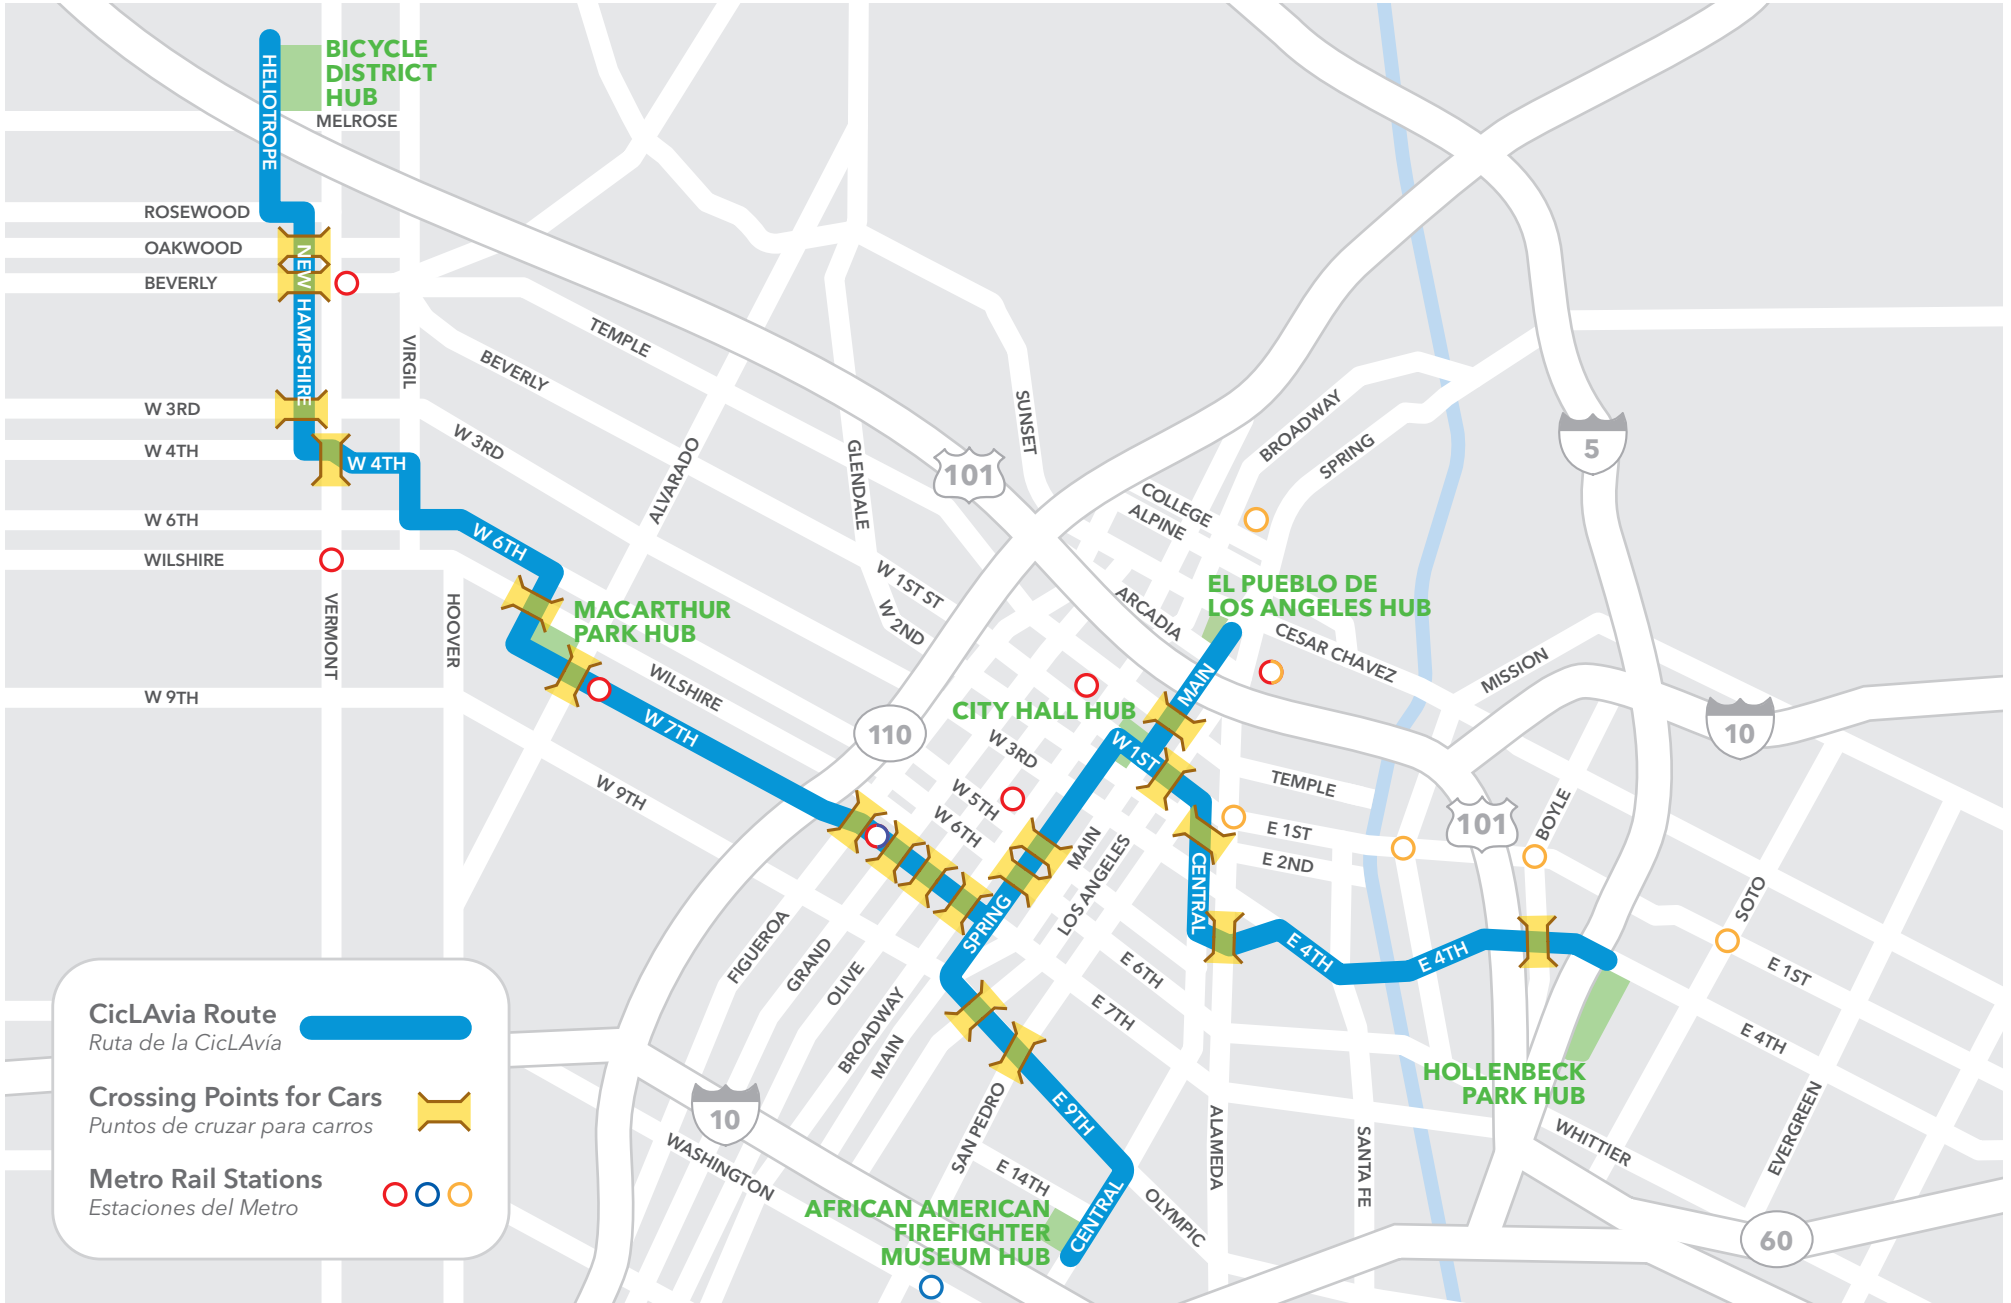 BICYCLE
DISTRICT
HUB
MELROSE
HELIOTROPE
ROSEWOOD
OAKWOOD
BEVERLY
NEW HAMPSHIRE
VIRGIL
W 3RD
W 4TH
W 4TH
W 6TH
WILSHIRE
VERMONT
HOOVER
W 9TH
TEMPLE
BEVERLY
W 3RD
ALVARADO
GLENDALE
SUNSET
101
W 6TH
MACARTHUR
PARK HUB
W 1ST ST
W 2ND
WILSHIRE
W 7TH
W 9TH
110
BROADWAY
SPRING
COLLEGE
ALPINE
ARCADIA
EL PUEBLO DE
LOS ANGELES HUB
CESAR CHAVEZ
MISSION
5
10
MAIN
CITY HALL HUB
W 1ST
W 3RD
W 5TH
W 6TH
MAIN
LOS ANGELES
SPRING
TEMPLE
E 1ST
E 2ND
CENTRAL
101
BOYLE
SOTO
E 1ST
E 4TH
E 4TH
E 4TH
E 6TH
E 7TH
FIGUEROA
GRAND
OLIVE
BROADWAY
MAIN
SAN PEDRO
E 9TH
E 14TH
CENTRAL
OLYMPIC
ALAMEDA
SANTA FE
HOLLENBECK
PARK HUB
WHITTIER
EVERGREEN
60
10
WASHINGTON
AFRICAN AMERICAN
FIREFIGHTER
MUSEUM HUB
CicLAvia Route
Ruta de la CicLAvía
Crossing Points for Cars
Puntos de cruzar para carros
Metro Rail Stations
Estaciones del Metro